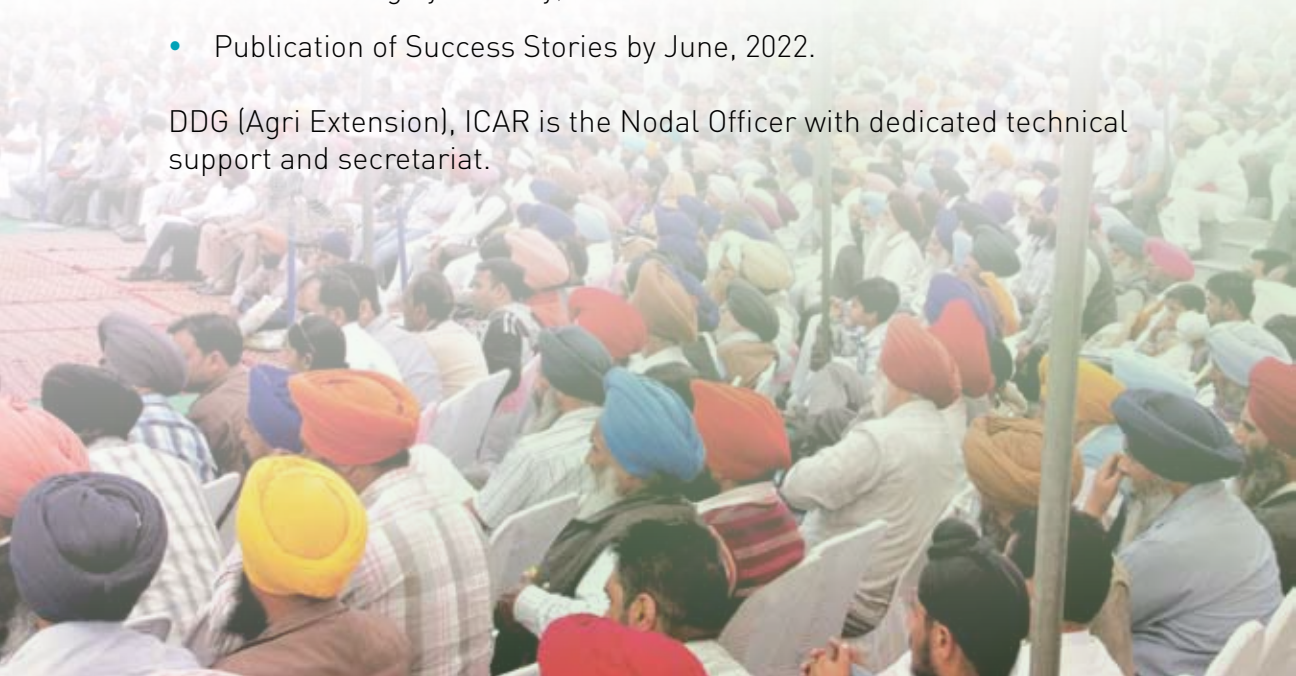 • Publication of Success Stories by June, 2022.
DDG (Agri Extension), ICAR is the Nodal Officer with dedicated technical
support and secretariat.